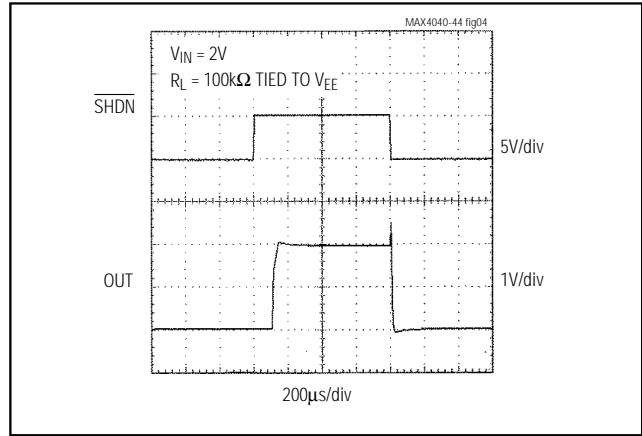 MAX4040-44 fig04
V_IN = 2V
R_L = 100kΩ TIED TO V_EE
SHDN
5V/div
OUT
1V/div
200μs/div